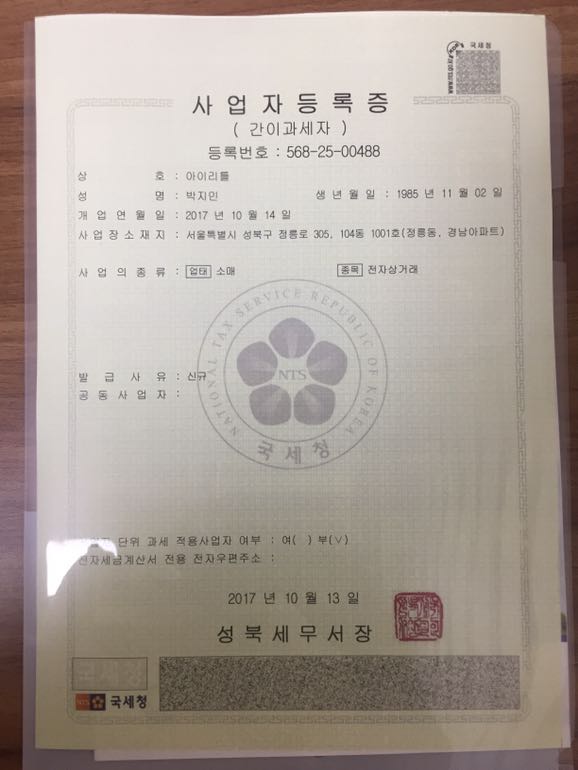 국세청
사업자등록증
( 간이과세자 )
등록번호 : 568-25-00488
상 호 : 아이리틀
성 명 : 박지민 생 년 월 일 : 1985 년 11 월 02 일
개 업 연 월 일 : 2017 년 10 월 14 일
사 업 장 소 재 지 : 서울특별시 성북구 정릉로 305, 104동 1001호(정릉동, 경남아파트)
사 업 의 종 류 : 업태 소매 종목 전자상거래
NATIONAL TAX SERVICE REPUBLIC OF KOREA
NTS
국세청
발 급 사 유 : 신규
공 동 사 업 자 :
단위 과세 적용사업자 여부 : 여( ) 부(∨)
전자세금계산서 전용 전자우편주소 :
2017 년 10 월 13 일
성북세무서장
국세청
NTS 국세청